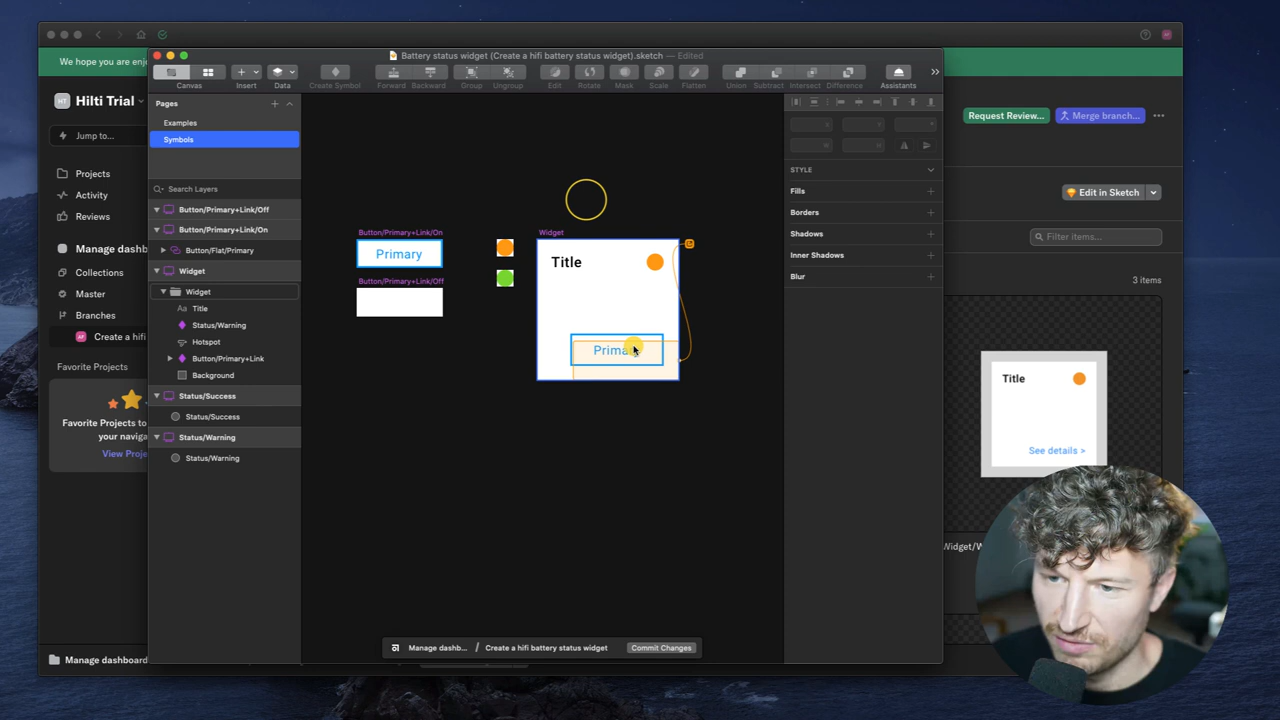 We hope you are enj
HT Hilti Trial
Jump to...
Projects
Activity
Reviews
Manage dashb
Collections
Master
Branches
Create a hifi
Favorite Projects
Favorite Projects to
your naviga
View Proje
Manage dashboard
Battery status widget (Create a hifi battery status widget).sketch — Edited
Canvas
Insert
Data
Create Symbol
Forward
Backward
Group
Ungroup
Edit
Rotate
Mask
Scale
Flatten
Union
Subtract
Intersect
Difference
Assistants
Pages
Examples
Symbols
Search Layers
Button/Primary+Link/Off
Button/Primary+Link/On
Button/Flat/Primary
Widget
Widget
Title
Status/Warning
Hotspot
Button/Primary+Link
Background
Status/Success
Status/Success
Status/Warning
Status/Warning
Button/Primary+Link/On
Primary
Button/Primary+Link/Off
Widget
Title
Prima
Manage dashb... / Create a hifi battery status widget
Commit Changes
STYLE
Fills
Borders
Shadows
Inner Shadows
Blur
Request Review...
Merge branch...
Edit in Sketch
Filter items...
3 items
Title
See details >
Widget/W